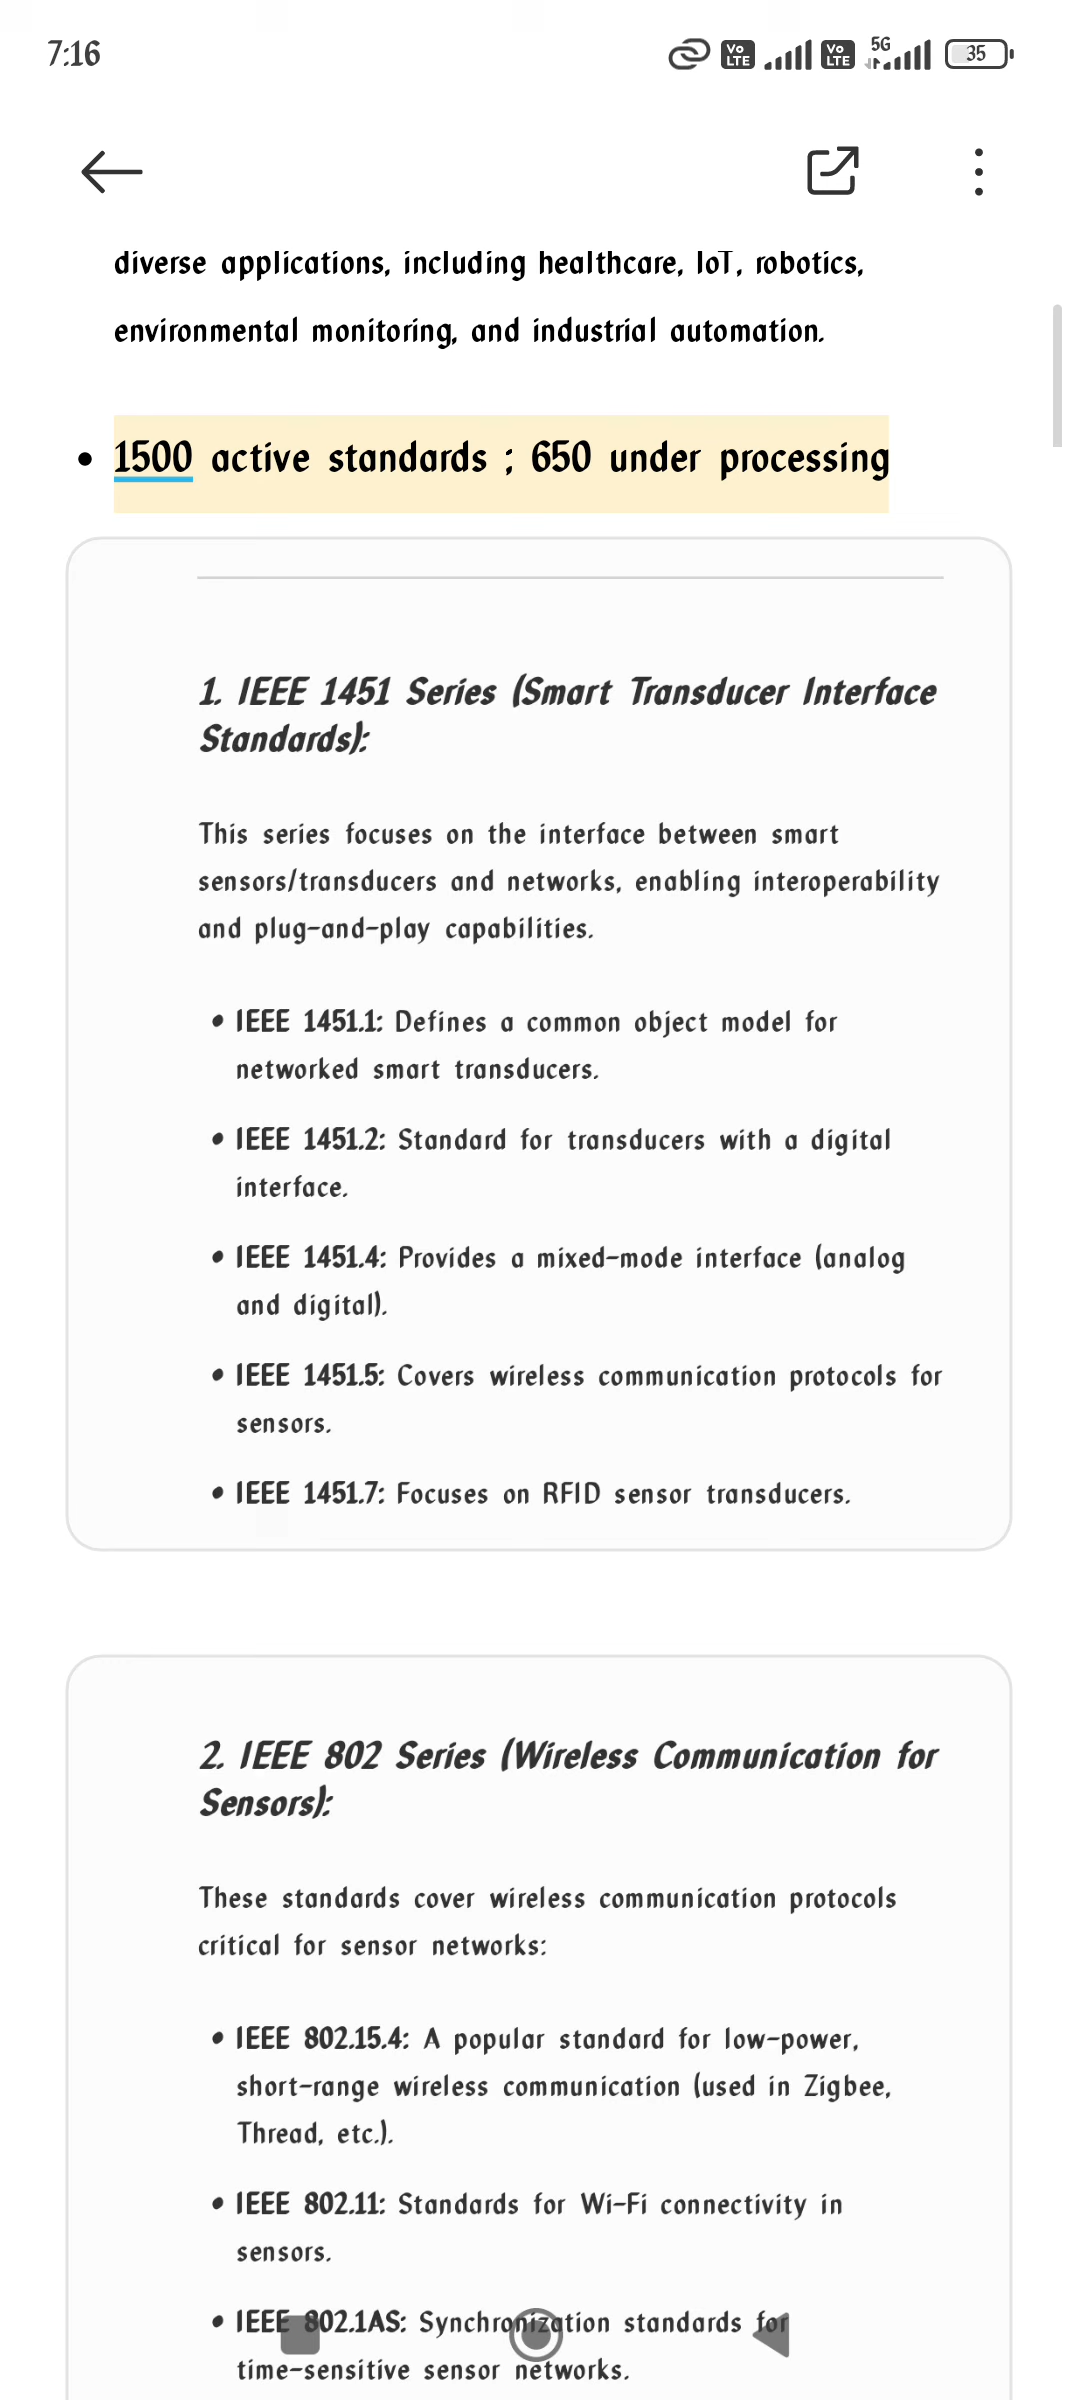 7:16
Vo LTE Vo LTE 5G 35
diverse applications, including healthcare, IoT, robotics,
environmental monitoring, and industrial automation.
• 1500 active standards ; 650 under processing
1. IEEE 1451 Series (Smart Transducer Interface
Standards):
This series focuses on the interface between smart
sensors/transducers and networks, enabling interoperability
and plug-and-play capabilities.
• IEEE 1451.1: Defines a common object model for
networked smart transducers.
• IEEE 1451.2: Standard for transducers with a digital
interface.
• IEEE 1451.4: Provides a mixed-mode interface (analog
and digital).
• IEEE 1451.5: Covers wireless communication protocols for
sensors.
• IEEE 1451.7: Focuses on RFID sensor transducers.
2. IEEE 802 Series (Wireless Communication for
Sensors):
These standards cover wireless communication protocols
critical for sensor networks:
• IEEE 802.15.4: A popular standard for low-power,
short-range wireless communication (used in Zigbee,
Thread, etc.).
• IEEE 802.11: Standards for Wi-Fi connectivity in
sensors.
• IEEE 802.1AS: Synchronization standards for
time-sensitive sensor networks.